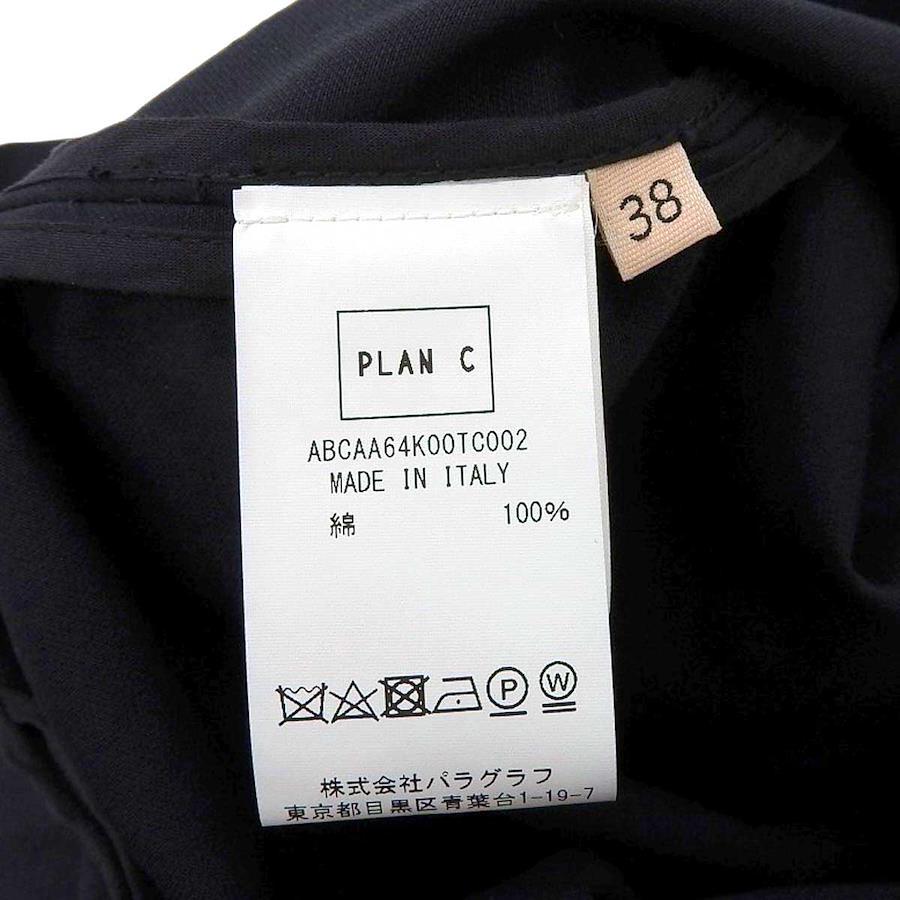 38
PLAN C
ABCAA64K00TC002
MADE IN ITALY
綿 100%
P W
株式会社パラグラフ
東京都目黒区青葉台1-19-7